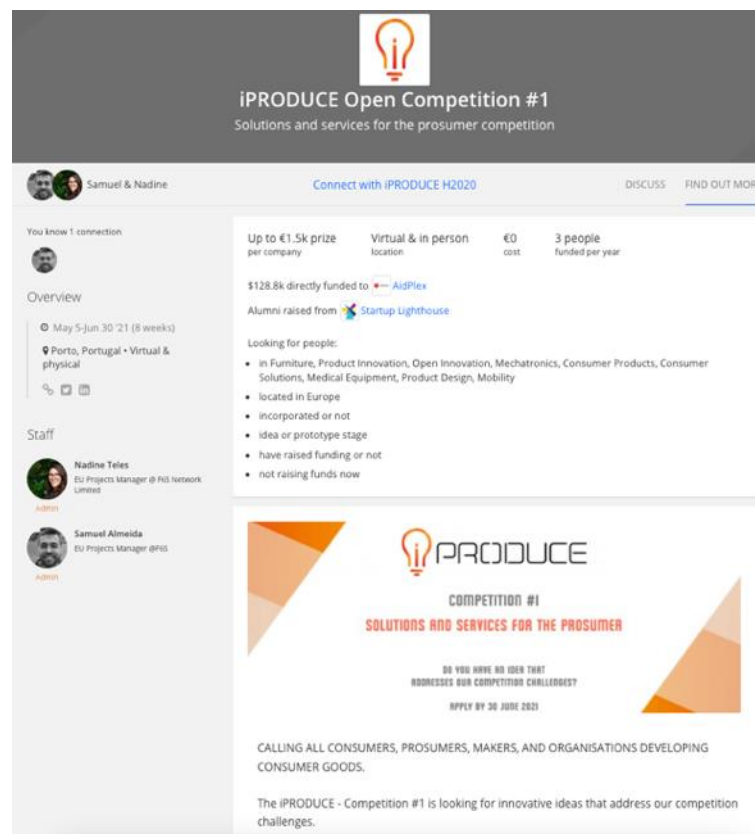 iPRODUCE Open Competition #1
Solutions and services for the prosumer competition
Samuel & Nadine
Connect with iPRODUCE H2020
DISCUSS
FIND OUT MOR
You know 1 connection
Overview
May 5-Jun 30 '21 (8 weeks)
Porto, Portugal • Virtual &
physical
Staff
Nadine Teles
EU Projects Manager @ F6S Network
Limited
Admin
Samuel Almeida
EU Projects Manager @F6S
Admin
Up to €1.5k prize
per company
Virtual & in person
location
€0
cost
3 people
funded per year
$128.8k directly funded to AidPlex
Alumni raised from Startup Lighthouse
Looking for people:
• in Furniture, Product Innovation, Open Innovation, Mechatronics, Consumer Products, Consumer
Solutions, Medical Equipment, Product Design, Mobility
• located in Europe
• incorporated or not
• idea or prototype stage
• have raised funding or not
• not raising funds now
iPRODUCE
COMPETITION #1
SOLUTIONS AND SERVICES FOR THE PROSUMER
DO YOU HAVE AN IDEA THAT
ADDRESSES OUR COMPETITION CHALLENGES?
APPLY BY 30 JUNE 2021
CALLING ALL CONSUMERS, PROSUMERS, MAKERS, AND ORGANISATIONS DEVELOPING
CONSUMER GOODS.
The iPRODUCE - Competition #1 is looking for innovative ideas that address our competition
challenges.